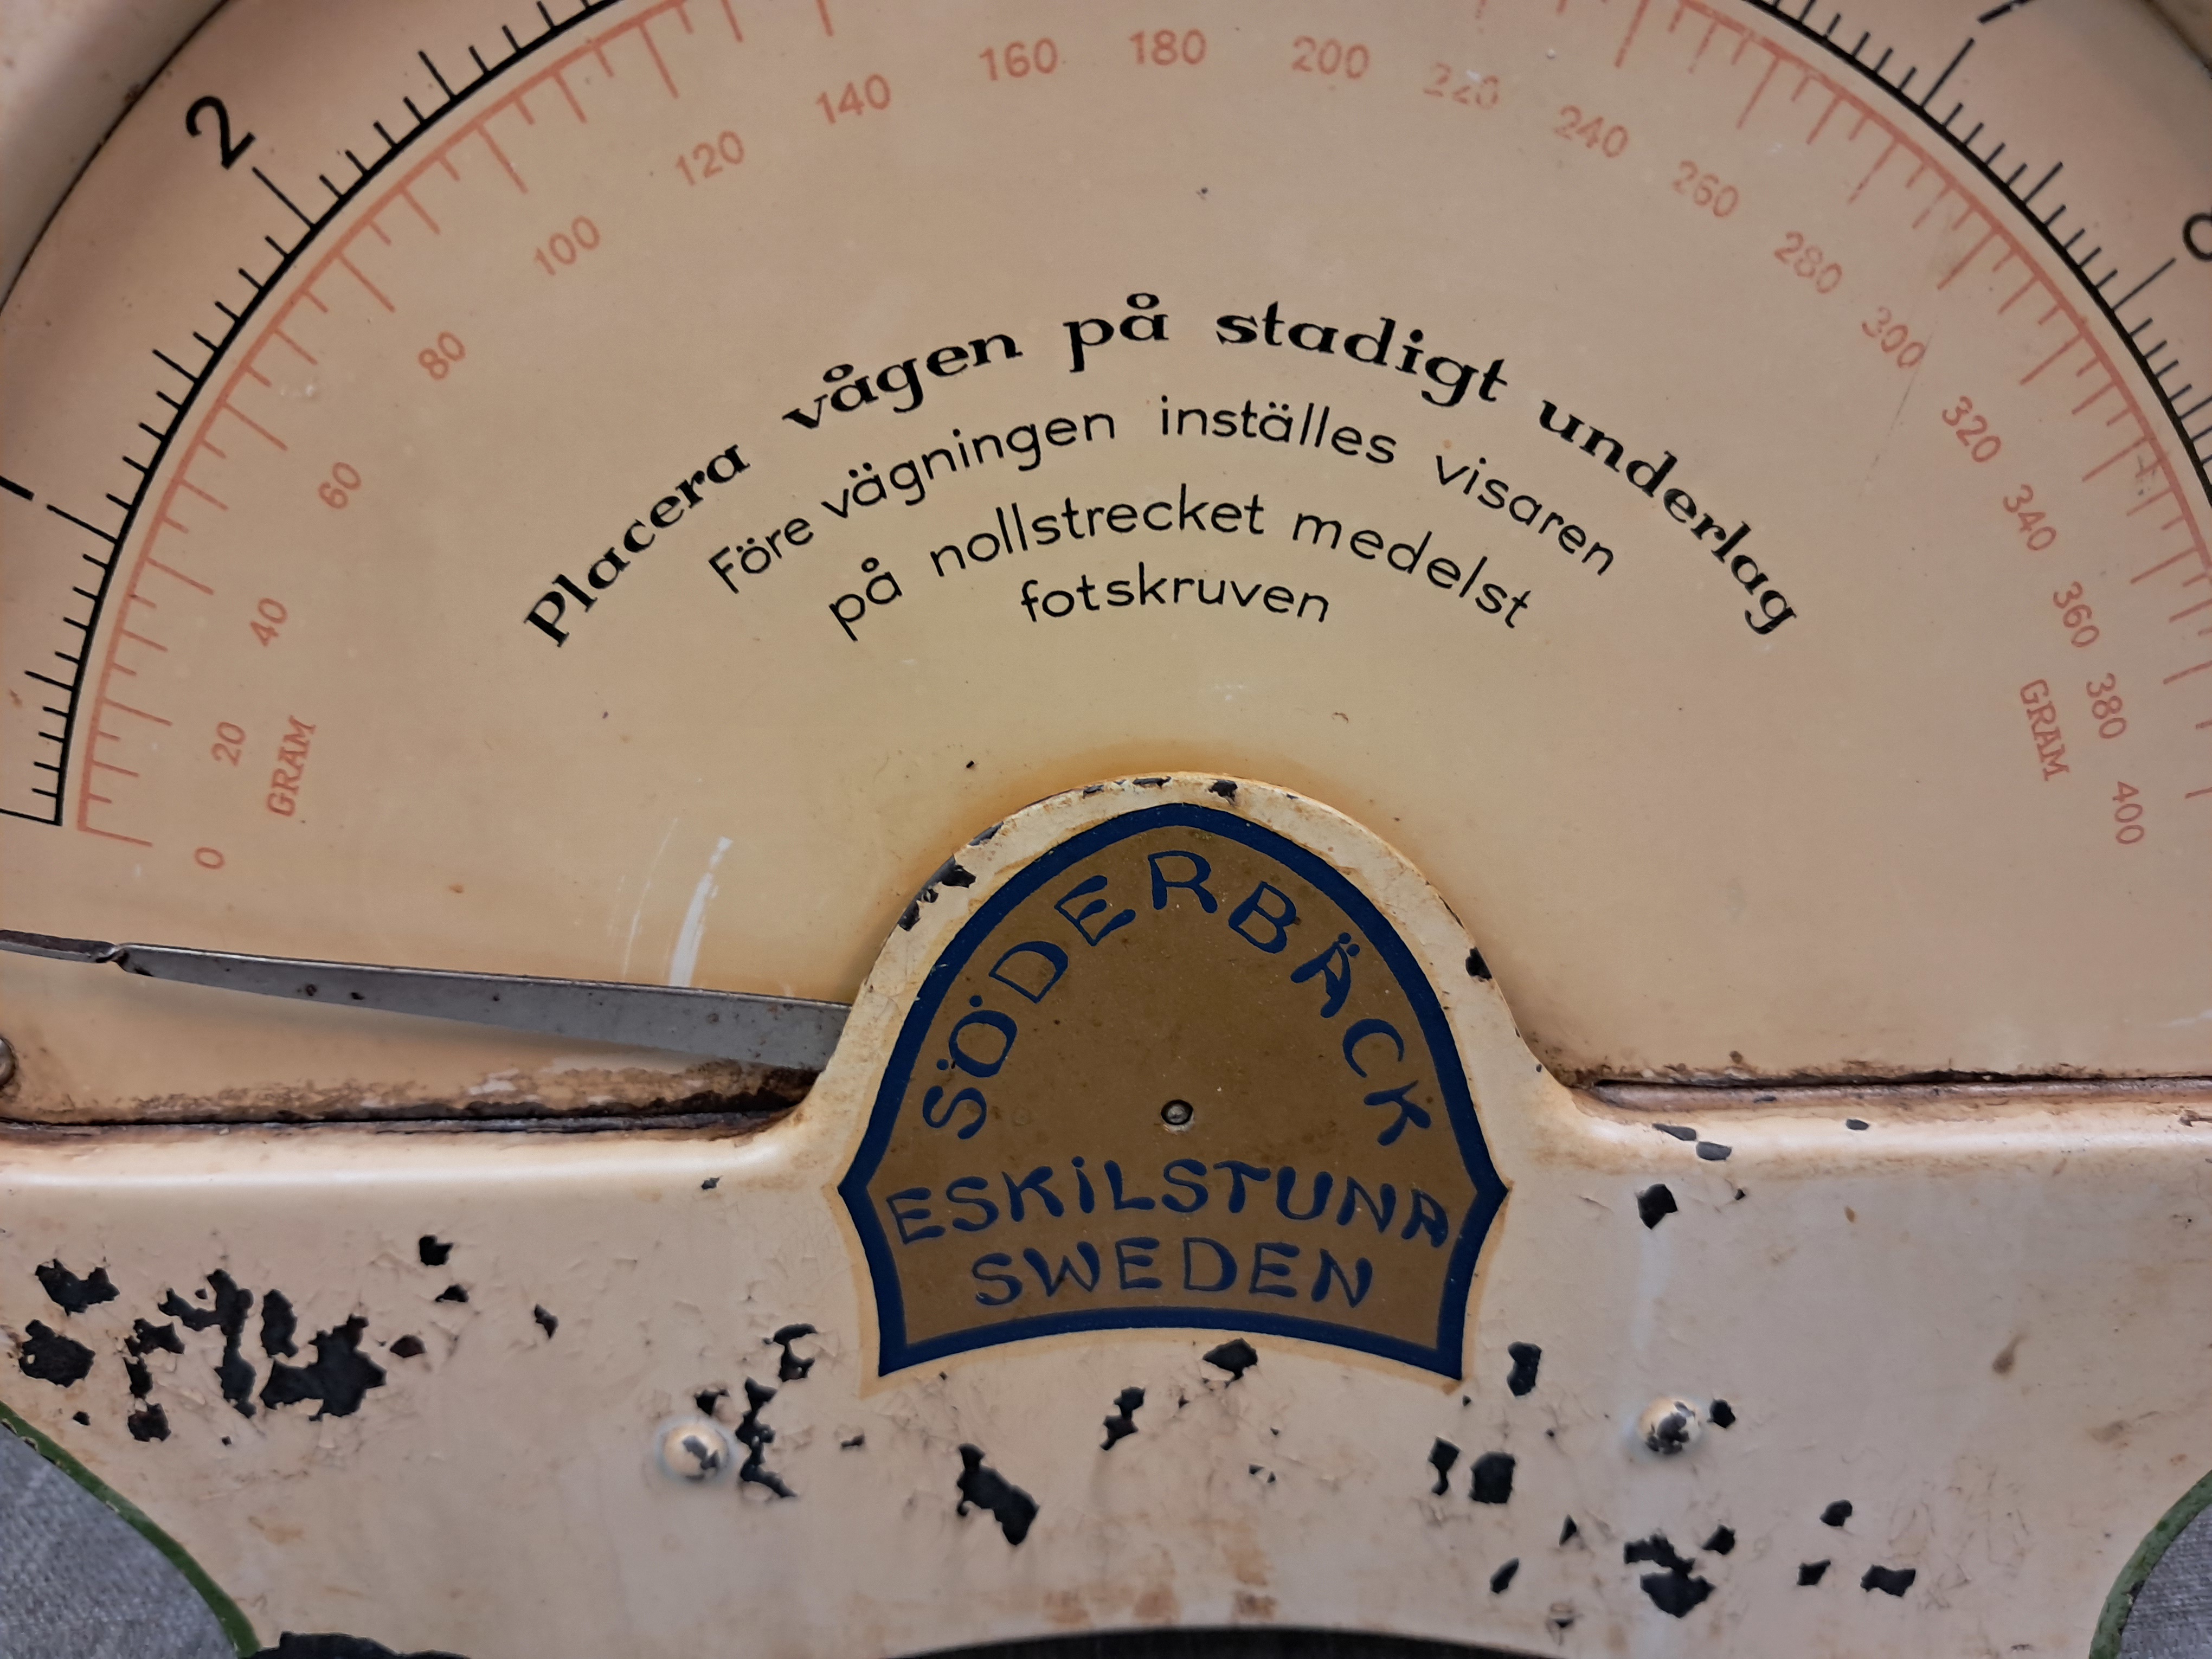 1
2
7
0
20
40
60
80
100
120
140
160
180
200
220
240
260
280
300
320
340
360
380
400
GRAM
GRAM
Placera vågen på stadigt underlag
Före vägningen inställes visaren
på nollstrecket medelst
fotskruven
SÖDERBÄCK
ESKiLSTUNA
SWEDEN